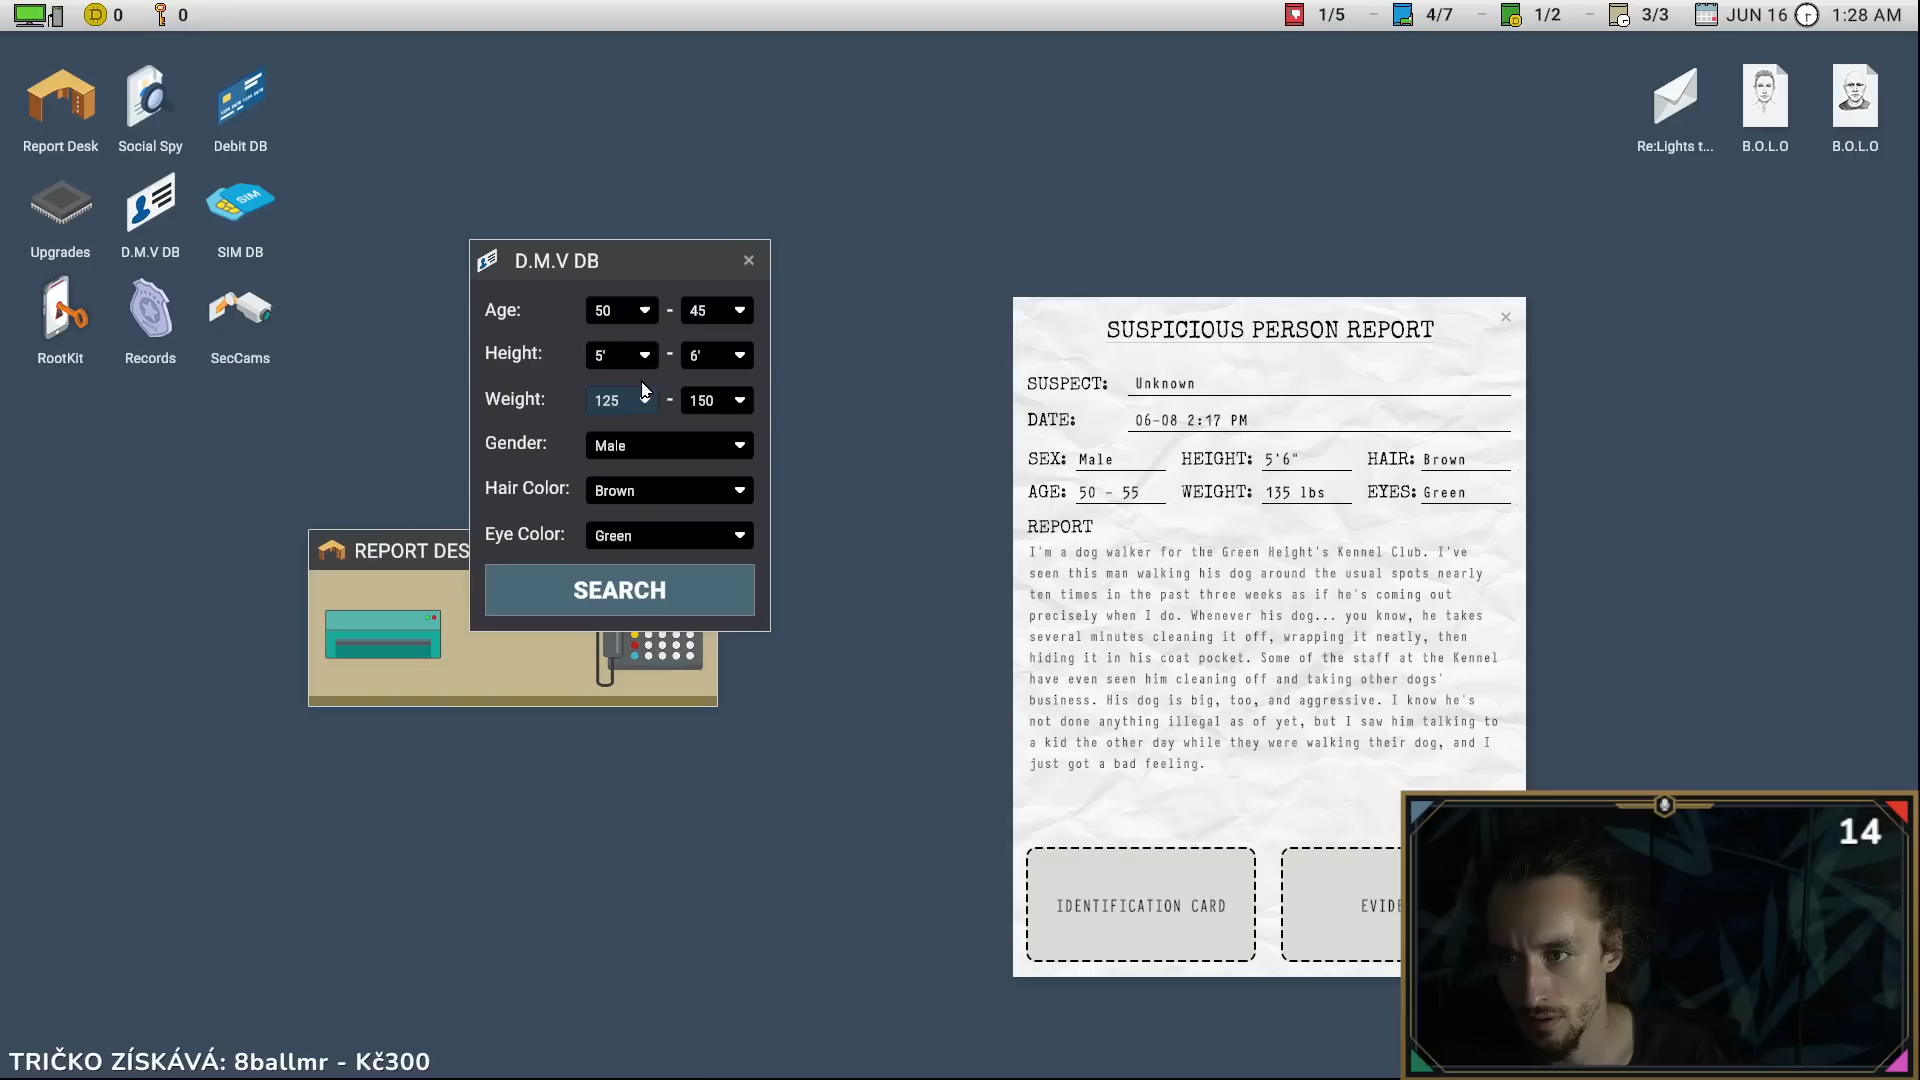 0
0
1/5
-
4/7
-
1/2
-
3/3
JUN 16
1:28 AM
Report Desk
Social Spy
Debit DB
Re:Lights t...
B.O.L.O
B.O.L.O
Upgrades
D.M.V DB
SIM DB
RootKit
Records
SecCams
D.M.V DB
Age:
50
-
45
Height:
5'
-
6'
Weight:
125
-
150
Gender:
Male
Hair Color:
Brown
Eye Color:
Green
SEARCH
REPORT DES
SUSPICIOUS PERSON REPORT
SUSPECT: Unknown
DATE: 06-08 2:17 PM
SEX: Male HEIGHT: 5'6" HAIR: Brown
AGE: 50 - 55 WEIGHT: 135 lbs EYES: Green
REPORT
I'm a dog walker for the Green Height's Kennel Club. I've
seen this man walking his dog around the usual spots nearly
ten times in the past three weeks as if he's coming out
precisely when I do. Whenever his dog... you know, he takes
several minutes cleaning it off, wrapping it neatly, then
hiding it in his coat pocket. Some of the staff at the Kennel
have even seen him cleaning off and taking other dogs'
business. His dog is big, too, and aggressive. I know he's
not done anything illegal as of yet, but I saw him talking to
a kid the other day while they were walking their dog, and I
just got a bad feeling.
IDENTIFICATION CARD
EVIDE
14
TRIČKO ZÍSKÁVÁ: 8ballmr - Kč300